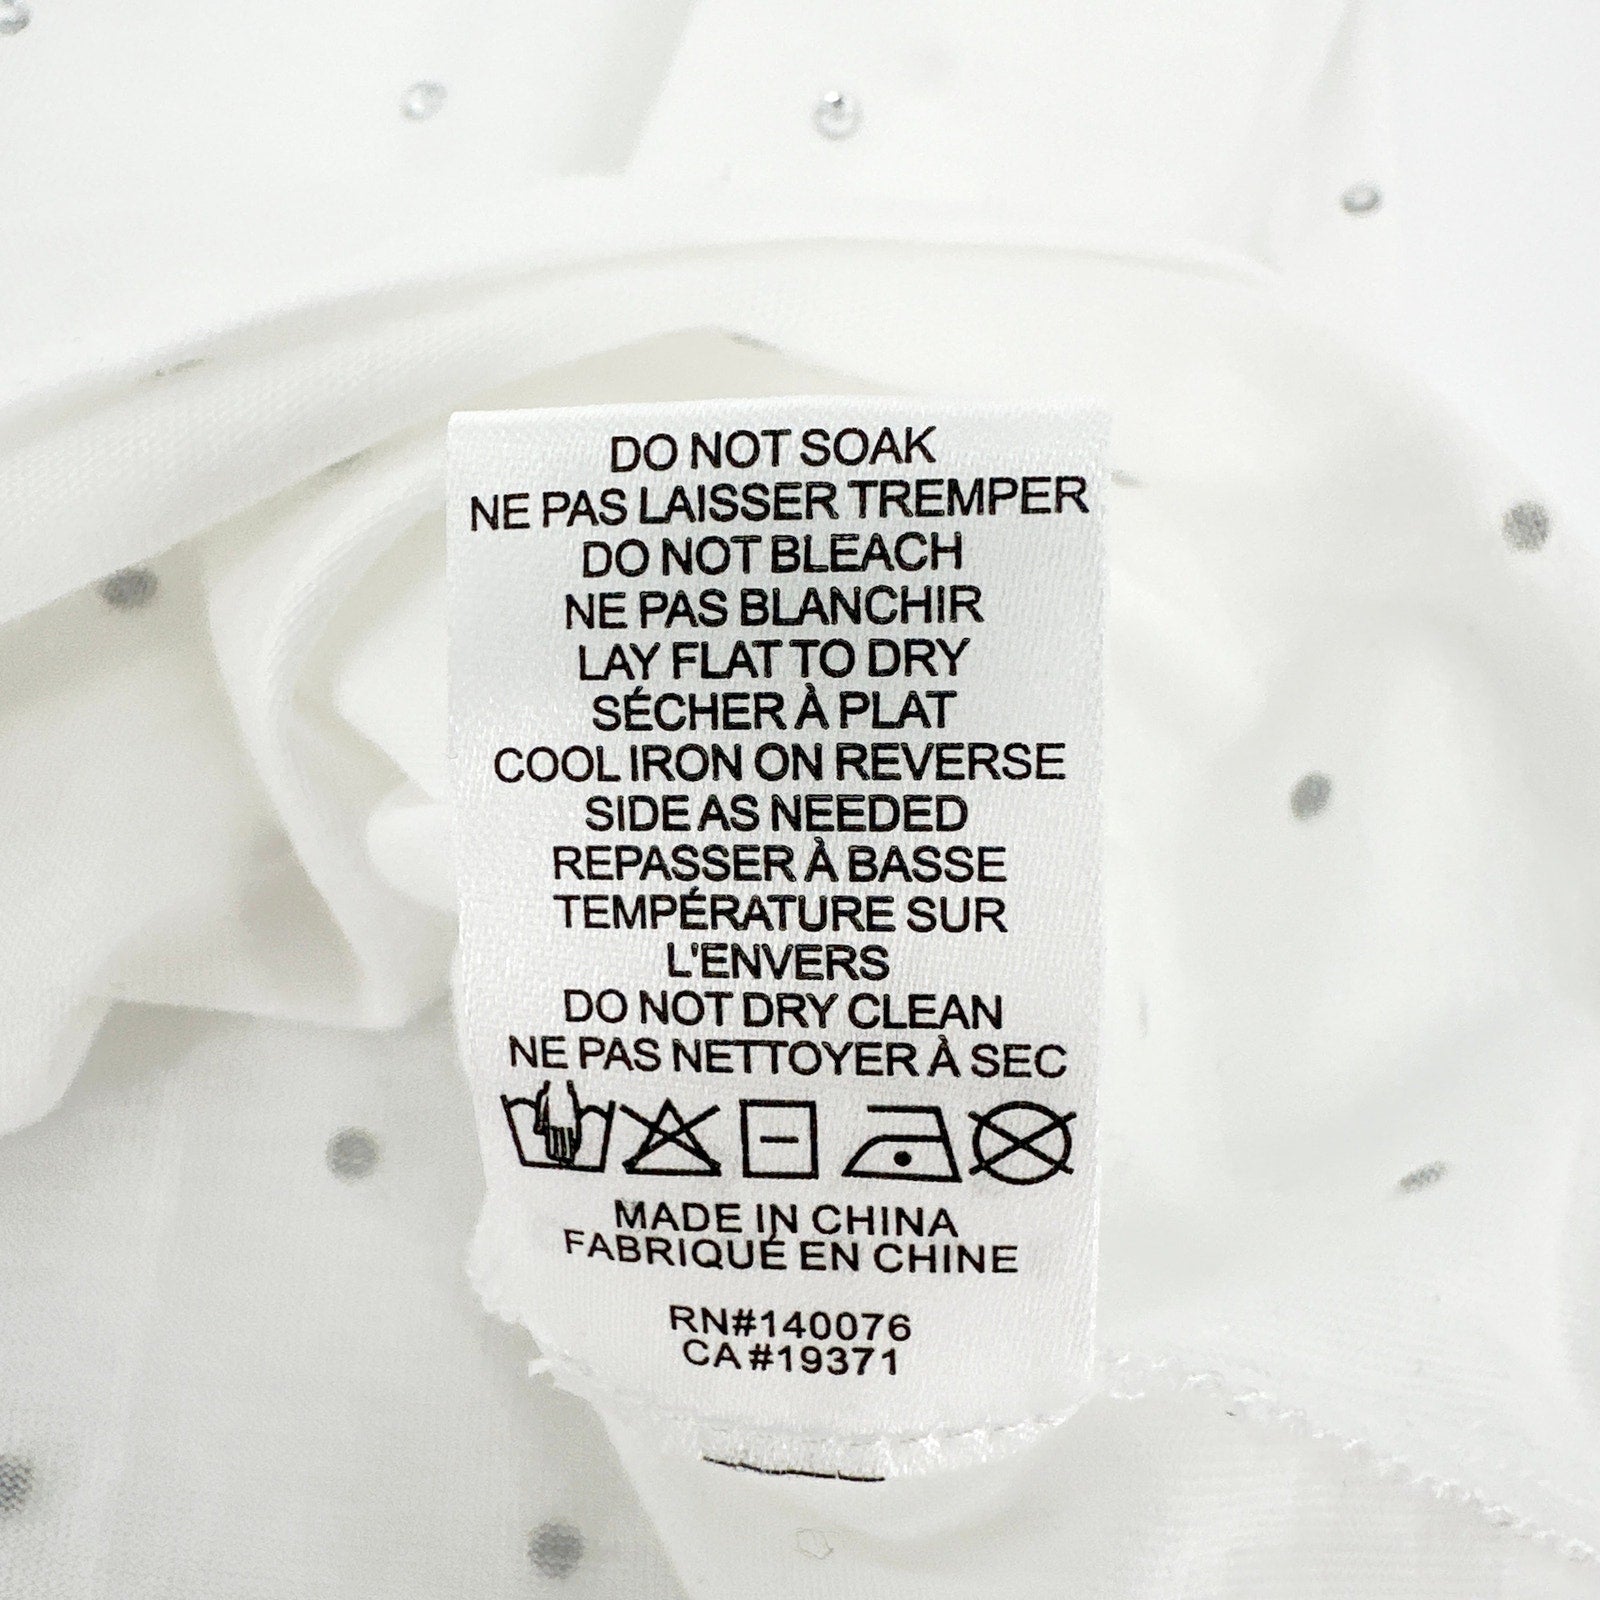 DO NOT SOAK
NE PAS LAISSER TREMPER
DO NOT BLEACH
NE PAS BLANCHIR
LAY FLAT TO DRY
SÉCHER À PLAT
COOL IRON ON REVERSE
SIDE AS NEEDED
REPASSER À BASSE
TEMPÉRATURE SUR
L'ENVERS
DO NOT DRY CLEAN
NE PAS NETTOYER À SEC
MADE IN CHINA
FABRIQUÉ EN CHINE
RN#140076
CA#19371